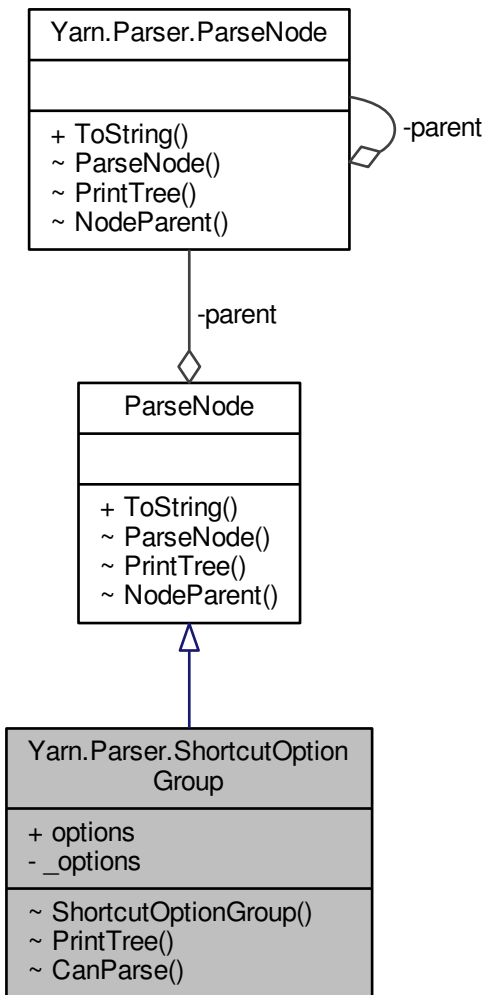 Yarn.Parser.ParseNode
+ ToString()
~ ParseNode()
~ PrintTree()
~ NodeParent()
-parent
-parent
ParseNode
+ ToString()
~ ParseNode()
~ PrintTree()
~ NodeParent()
Yarn.Parser.ShortcutOption
Group
+ options
- _options
~ ShortcutOptionGroup()
~ PrintTree()
~ CanParse()